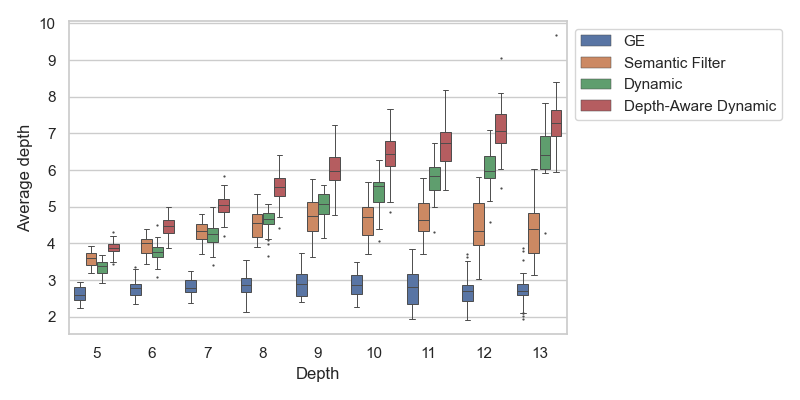 10
9
8
7
6
5
4
3
2
Average depth
5 6 7 8 9 10 11 12 13
Depth
GE
Semantic Filter
Dynamic
Depth-Aware Dynamic